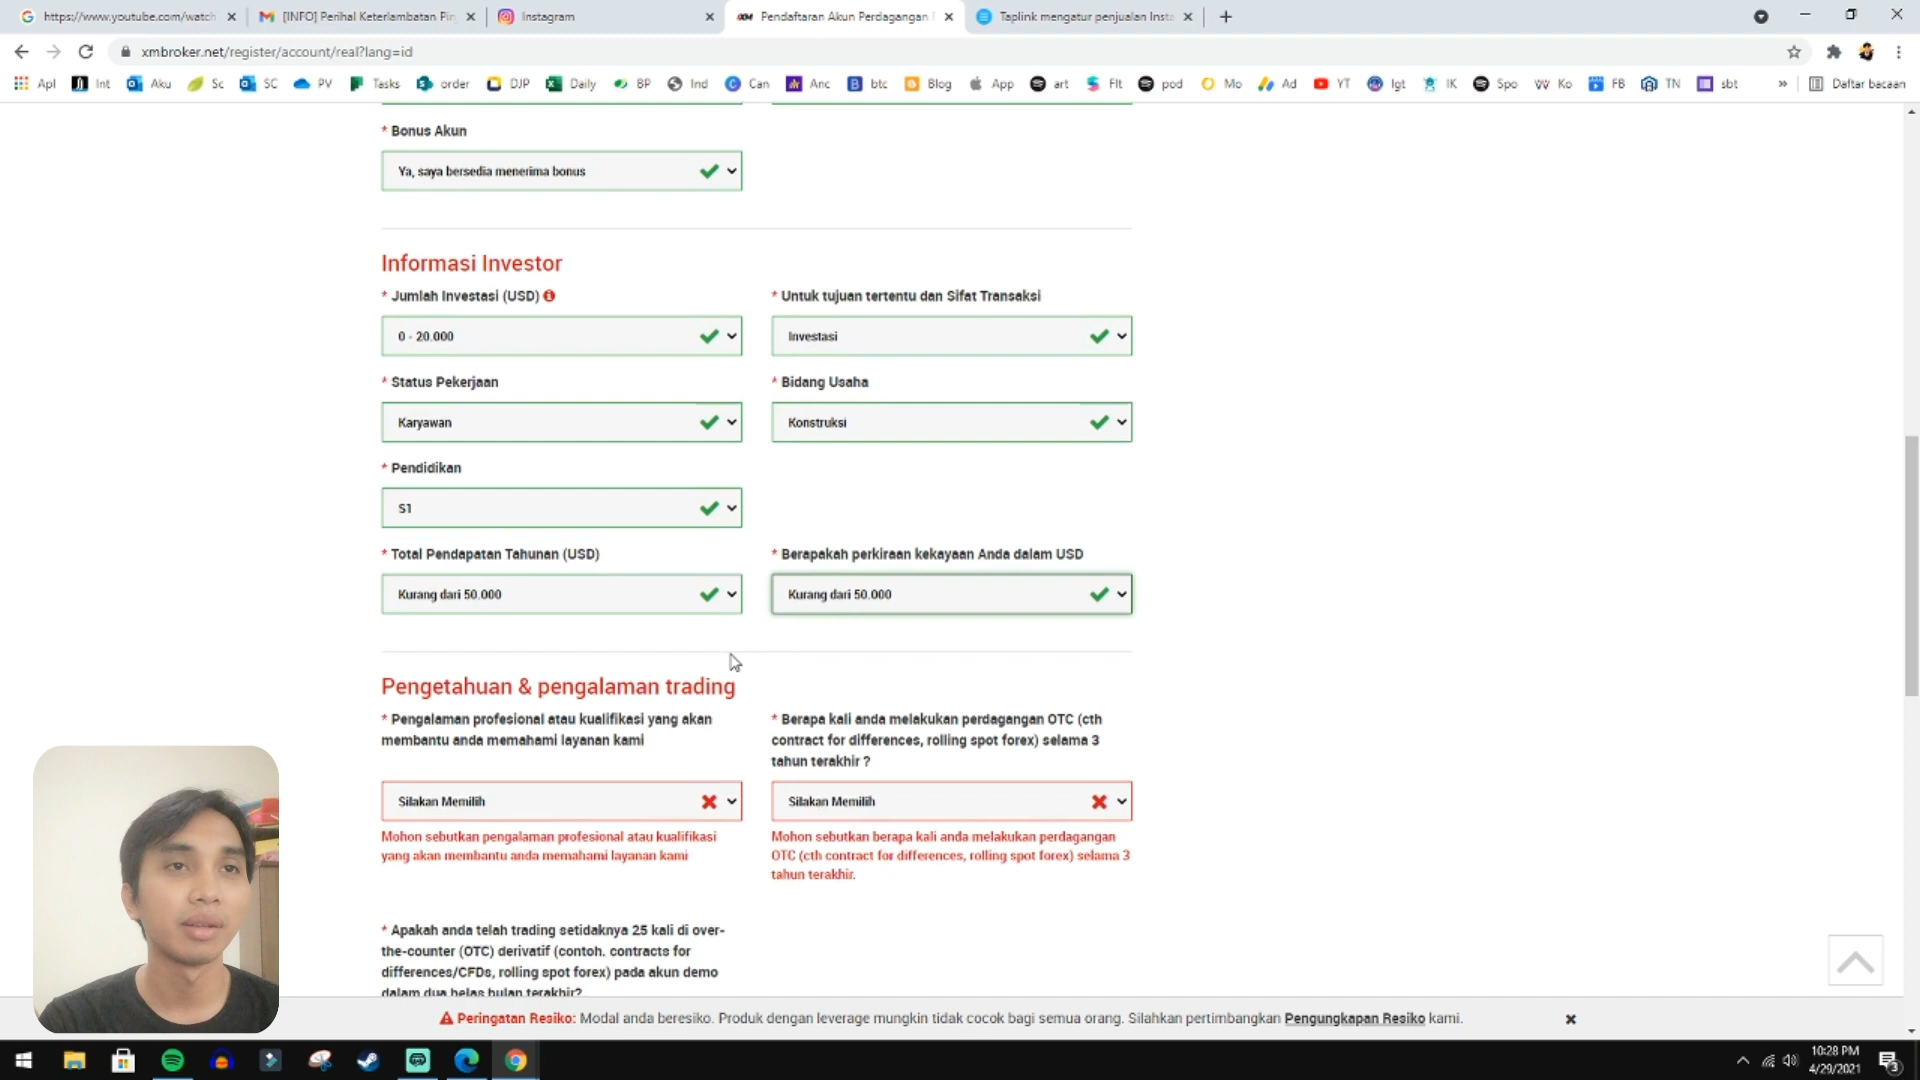 https://www.youtube.com/watch
[INFO] Perihal Keterlambatan Pin
Instagram
Pendaftaran Akun Perdagangan
Taplink mengatur penjualan Insta
xmbroker.net/register/account/real?lang=id
Apl
Int
Aku
Sc
SC
PV
Tasks
order
DJP
Daily
BP
Ind
Can
Anc
btc
Blog
App
art
Flt
pod
Mo
Ad
YT
Igt
IK
Spo
Ko
FB
TN
sbt
»
Daftar bacaan
* Bonus Akun
Ya, saya bersedia menerima bonus
Informasi Investor
* Jumlah Investasi (USD)
* Untuk tujuan tertentu dan Sifat Transaksi
0 - 20.000
Investasi
* Status Pekerjaan
* Bidang Usaha
Karyawan
Konstruksi
* Pendidikan
S1
* Total Pendapatan Tahunan (USD)
* Berapakah perkiraan kekayaan Anda dalam USD
Kurang dari 50.000
Kurang dari 50.000
Pengetahuan & pengalaman trading
* Pengalaman profesional atau kualifikasi yang akan
membantu anda memahami layanan kami
* Berapa kali anda melakukan perdagangan OTC (cth
contract for differences, rolling spot forex) selama 3
tahun terakhir ?
Silakan Memilih
Silakan Memilih
Mohon sebutkan pengalaman profesional atau kualifikasi
yang akan membantu anda memahami layanan kami
Mohon sebutkan berapa kali anda melakukan perdagangan
OTC (cth contract for differences, rolling spot forex) selama 3
tahun terakhir.
* Apakah anda telah trading setidaknya 25 kali di over-
the-counter (OTC) derivatif (contoh. contracts for
differences/CFDs, rolling spot forex) pada akun demo
dalam dua belas bulan terakhir?
Peringatan Resiko: Modal anda beresiko. Produk dengan leverage mungkin tidak cocok bagi semua orang. Silahkan pertimbangkan Pengungkapan Resiko kami.
10:28 PM
4/29/2021
3